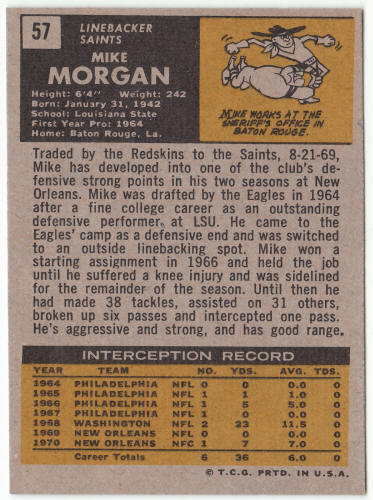 57
LINEBACKER
SAINTS
MIKE
MORGAN
Height: 6'4" Weight: 242
Born: January 31, 1942
School: Louisiana State
First Year Pro: 1964
Home: Baton Rouge, La.
MIKE WORKS AT THE
SHERIFF'S OFFICE IN
BATON ROUGE.
Traded by the Redskins to the Saints, 8-21-69,
Mike has developed into one of the club's de-
fensive strong points in his two seasons at New
Orleans. Mike was drafted by the Eagles in 1964
after a fine college career as an outstanding
defensive performer at LSU. He came to the
Eagles' camp as a defensive end and was switched
to an outside linebacking spot. Mike won a
starting assignment in 1966 and held the job
until he suffered a knee injury and was sidelined
for the remainder of the season. Until then he
had made 38 tackles, assisted on 31 others,
broken up six passes and intercepted one pass.
He's aggressive and strong, and has good range.
INTERCEPTION RECORD
YEAR TEAM NO. YDS. AVG. TDS.
1964 PHILADELPHIA NFL 0 0 0.0 0
1965 PHILADELPHIA NFL 1 1 1.0 0
1966 PHILADELPHIA NFL 1 5 5.0 0
1967 PHILADELPHIA NFL 0 0 0.0 0
1968 WASHINGTON NFL 2 23 11.5 0
1969 NEW ORLEANS NFL 1 0 0.0 0
1970 NEW ORLEANS NFC 1 7 7.0 0
Career Totals 6 36 6.0 0
© T.C.G. PRTD. IN U.S.A.